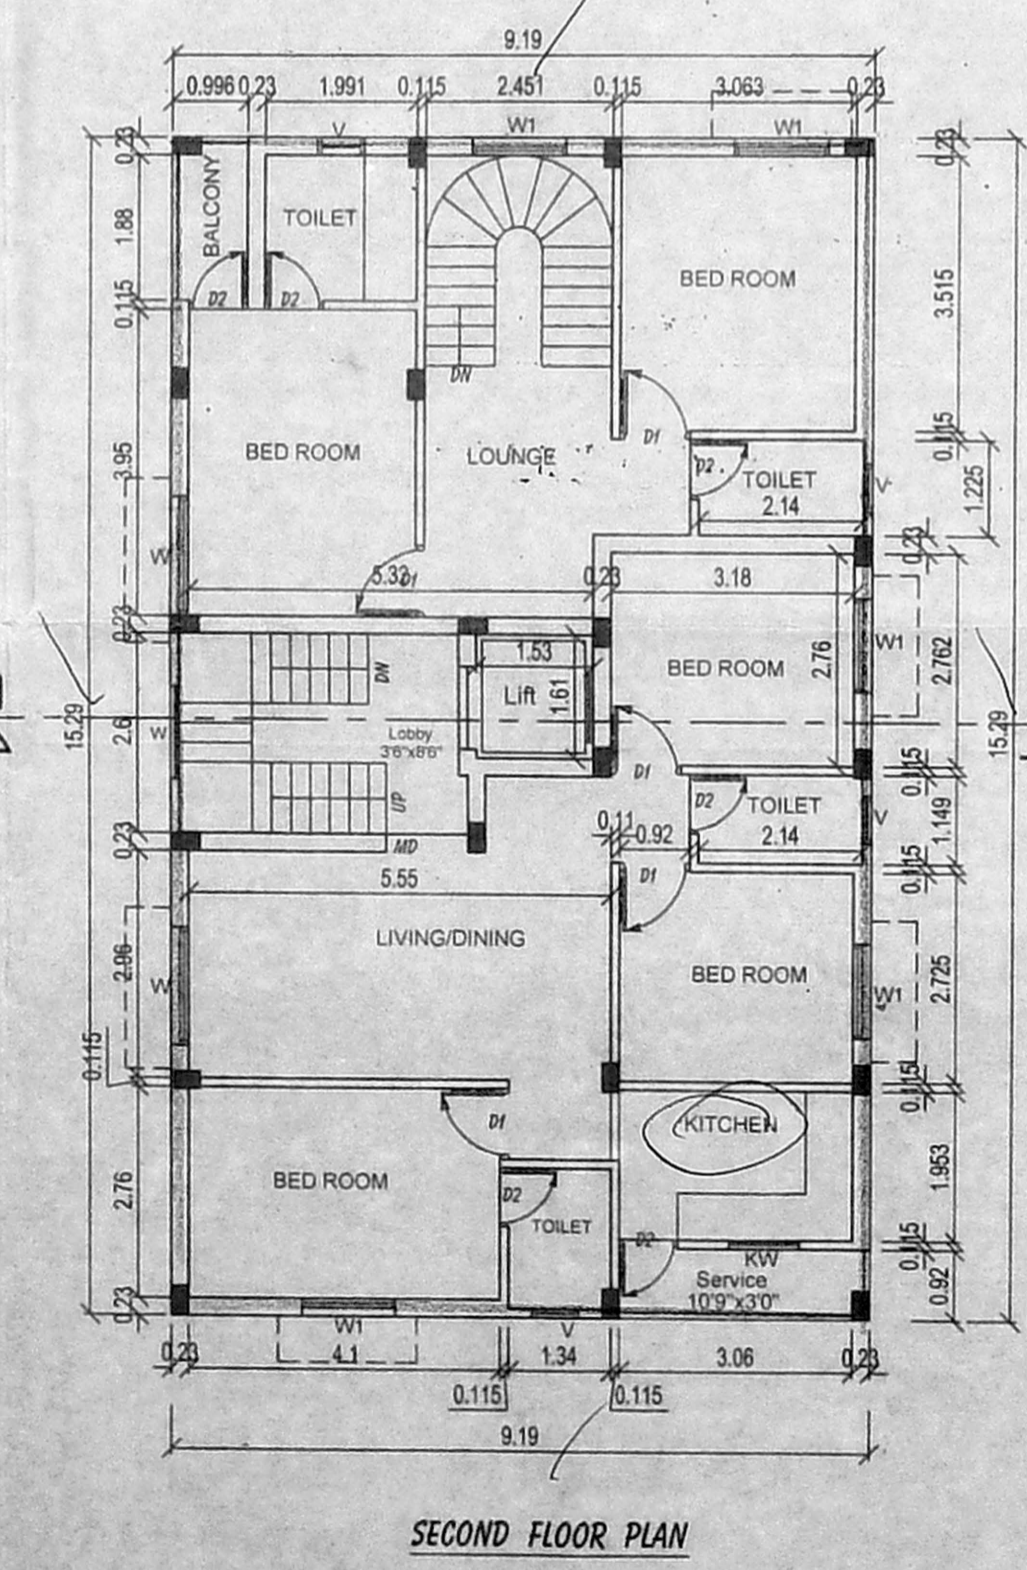 9.19
0.996 0.23 1.991 0.115 2.451 0.115 3.063 0.23
V W1 W1
0.23 0.23
BALCONY
1.88
TOILET
BED ROOM
3.515
D2 D2
0.115
DN
D1
0.115
BED ROOM
LOUNGE
D2
TOILET
2.14
V
1.225
3.95
W
0.23
5.33 D1 0.23 3.18
0.23
DN
1.53
Lift
1.61
BED ROOM
2.76
W1
2.762
15.29
2.6
W
Lobby
3'6"x8'6"
15.29
D1
0.115
UP
D2
TOILET
2.14
V
1.149
0.11 0.92
0.23
MD
5.55
D1
0.115
LIVING/DINING
2.96
W
BED ROOM
W1
2.725
0.115
0.115
D1
KITCHEN
BED ROOM
2.76
D2
TOILET
1.953
D2
KW
0.115
Service
10'9"x3'0"
0.92
0.23
W1 V
0.23 4.1 1.34 3.06 0.23
0.115 0.115
9.19
SECOND FLOOR PLAN